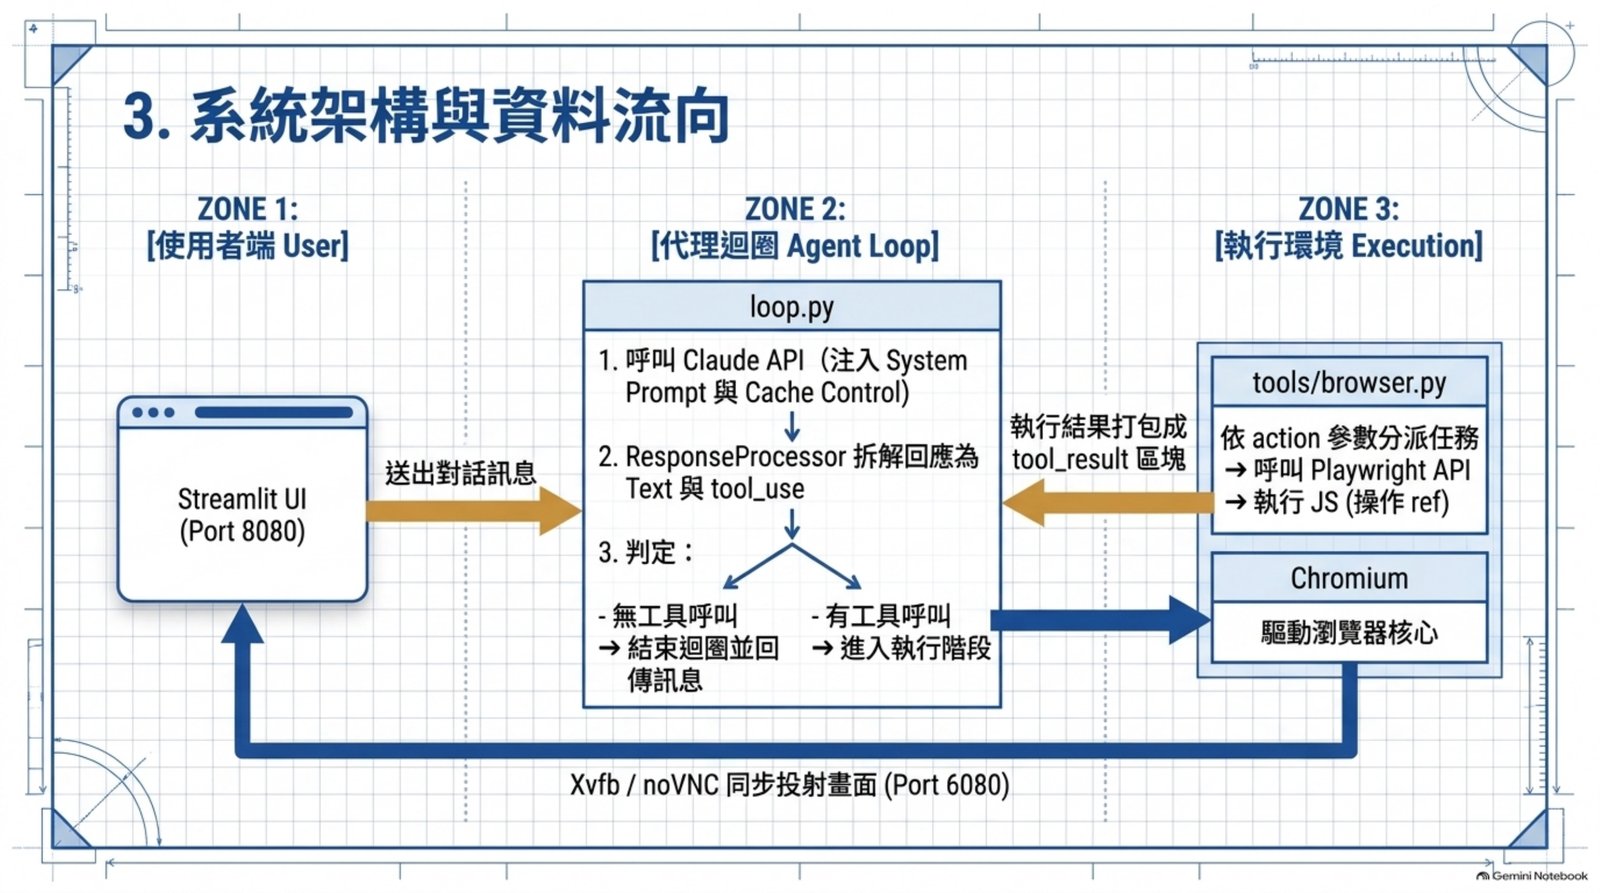 3. 系統架構與資料流向
ZONE 1:
[使用者端 User]
Streamlit UI
(Port 8080)
送出對話訊息
ZONE 2:
[代理迴圈 Agent Loop]
loop.py
1. 呼叫 Claude API（注入 System
Prompt 與 Cache Control)
2. ResponseProcessor 拆解回應為
Text 與 tool_use
3. 判定：
- 無工具呼叫
→ 結束迴圈並回
傳訊息
- 有工具呼叫
→ 進入執行階段
執行結果打包成
tool_result 區塊
ZONE 3:
[執行環境 Execution]
tools/browser.py
依 action 參數分派任務
→ 呼叫 Playwright API
→ 執行 JS (操作 ref)
Chromium
驅動瀏覽器核心
Xvfb / noVNC 同步投射畫面 (Port 6080)
Gemini Notebook